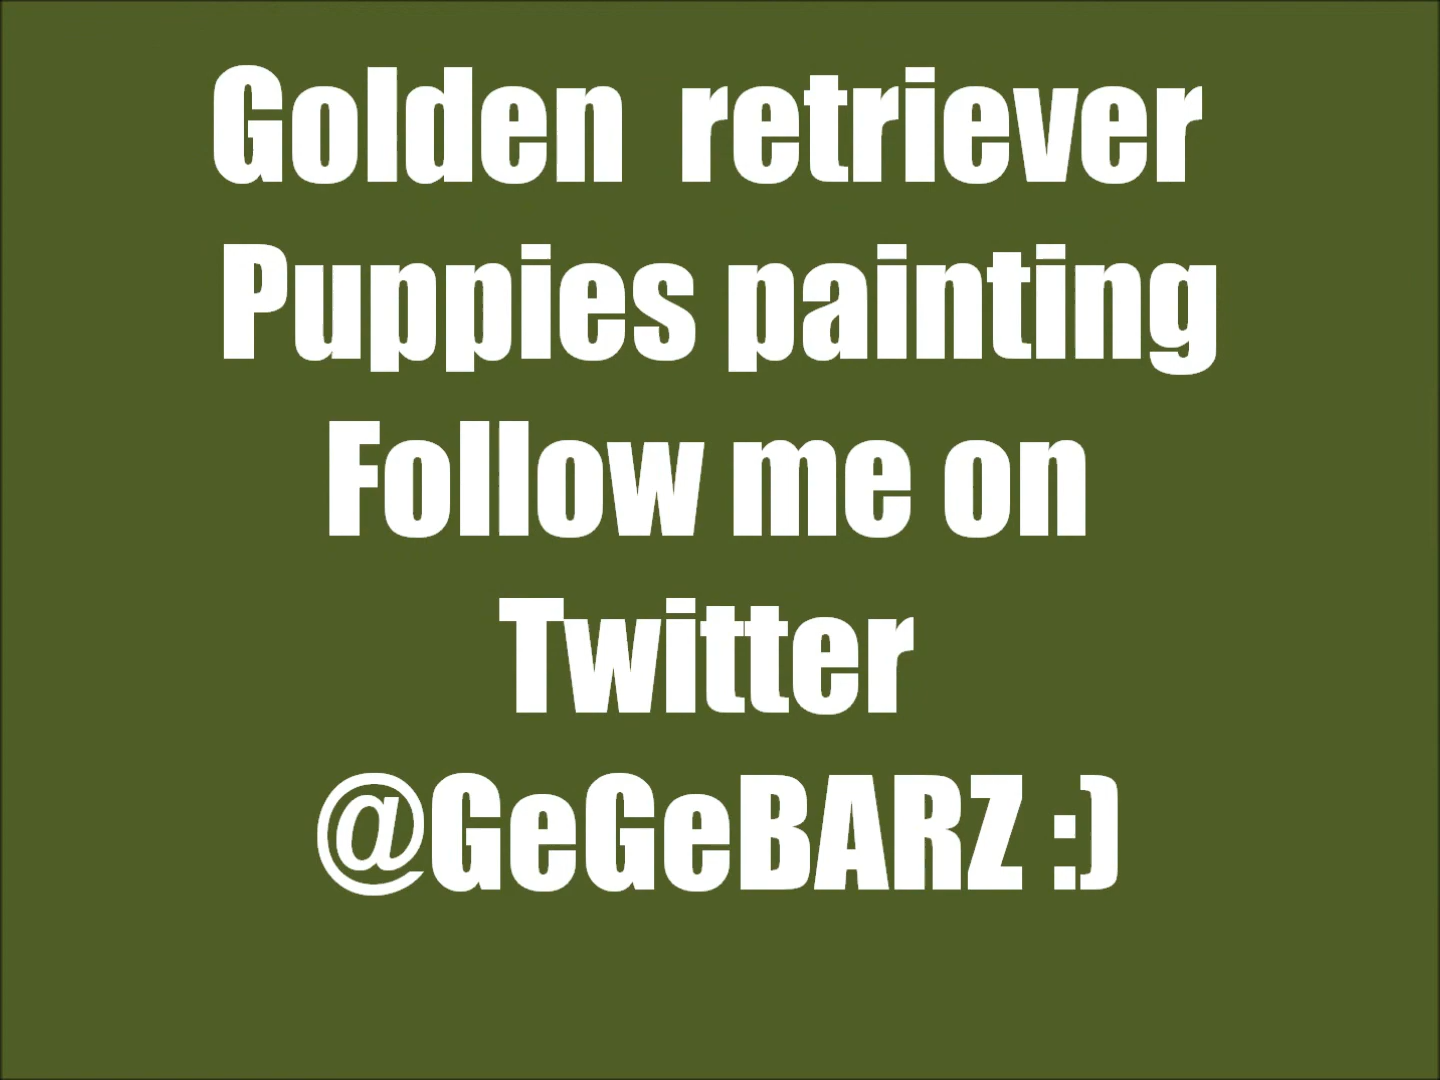 Golden  retriever
Puppies painting
Follow me on
Twitter
@GeGeBARZ :)